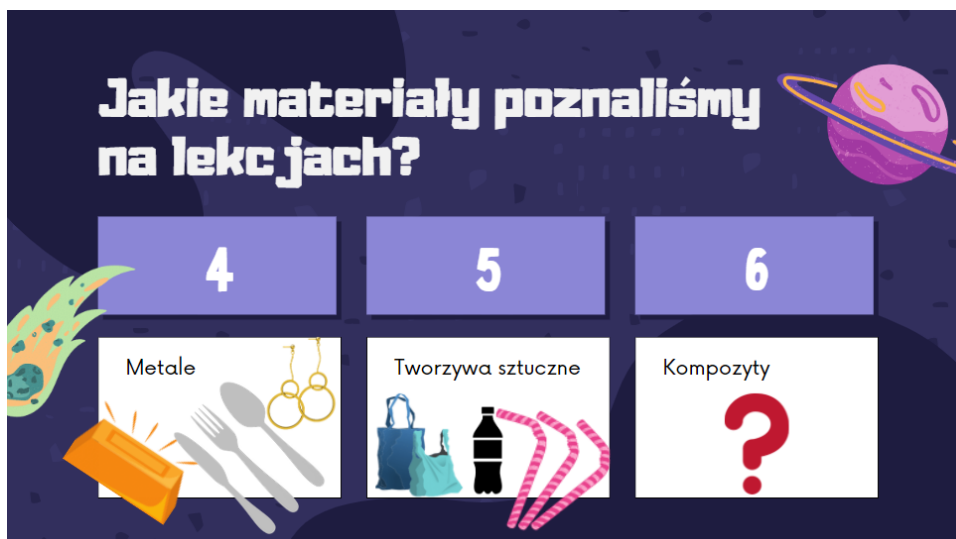 Jakie materiały poznaliśmy
na lekcjach?
4
5
6
Metale
Tworzywa sztuczne
Kompozyty
?